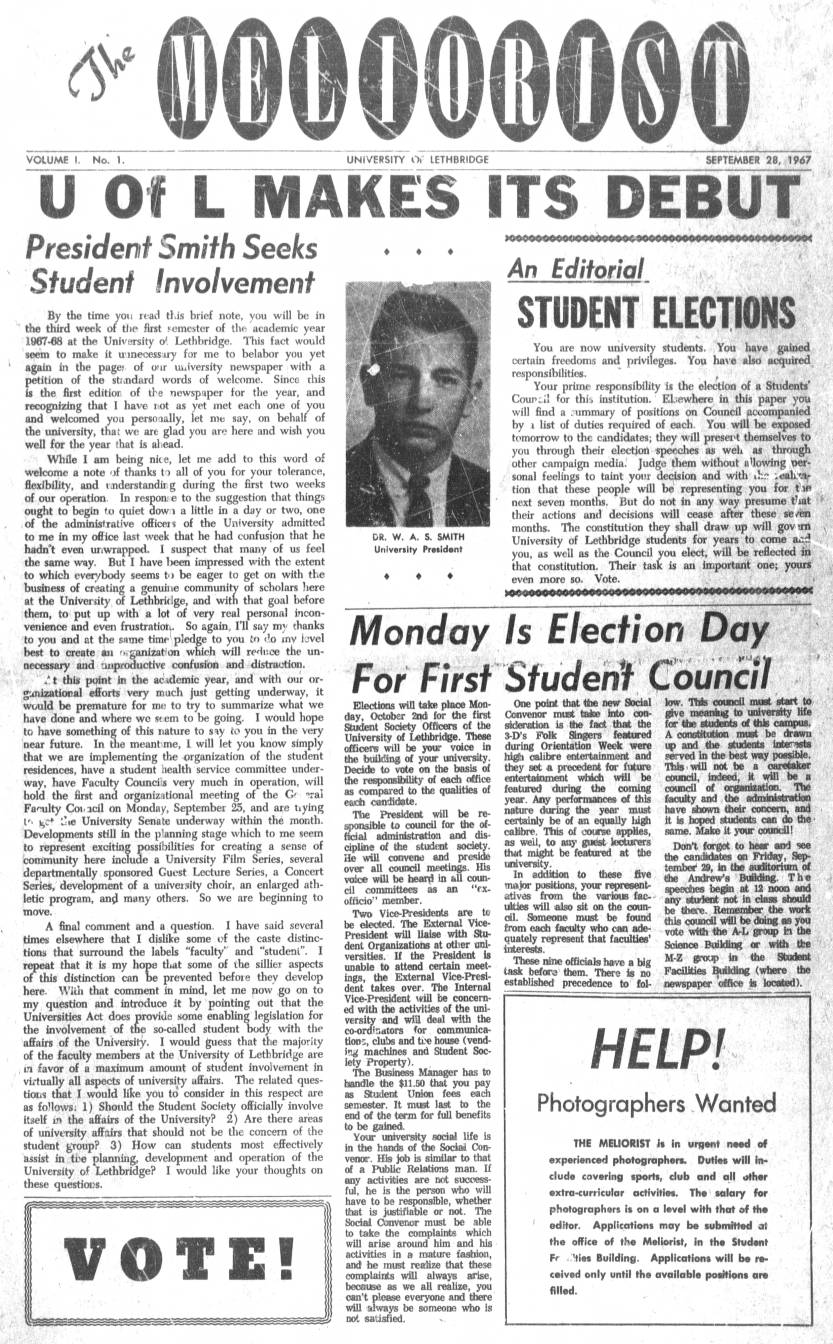 The MELIORIST
VOLUME I. No. 1.
UNIVERSITY OF LETHBRIDGE
SEPTEMBER 28, 1967
U Of L MAKES ITS DEBUT
President Smith Seeks
Student Involvement
By the time you read this brief note, you will be in
the third week of the first semester of the academic year
1967-68 at the University of Lethbridge. This fact would
seem to make it unnecessary for me to belabor you yet
again in the pages of our university newspaper with a
petition of the standard words of welcome. Since this
is the first edition of the newspaper for the year, and
recognizing that I have not as yet met each one of you
and welcomed you personally, let me say, on behalf of
the university, that we are glad you are here and wish you
well for the year that is ahead.
While I am being nice, let me add to this word of
welcome a note of thanks to all of you for your tolerance,
flexibility, and understanding during the first two weeks
of our operation. In response to the suggestion that things
ought to begin to quiet down a little in a day or two, one
of the administrative officers of the University admitted
to me in my office last week that he had confusion that he
hadn't even unwrapped. I suspect that many of us feel
the same way. But I have been impressed with the extent
to which everybody seems to be eager to get on with the
business of creating a genuine community of scholars here
at the University of Lethbridge, and with that goal before
them, to put up with a lot of very real personal incon-
venience and even frustration. So again, I'll say my thanks
to you and at the same time pledge to you to do my level
best to create an organization which will reduce the un-
necessary and unproductive confusion and distraction.
At this point in the academic year, and with our or-
ganizational efforts very much just getting underway, it
would be premature for me to try to summarize what we
have done and where we seem to be going. I would hope
to have something of this nature to say to you in the very
near future. In the meantime, I will let you know simply
that we are implementing the organization of the student
residences, have a student health service committee under-
way, have Faculty Councils very much in operation, will
hold the first and organizational meeting of the General
Faculty Council on Monday, September 25, and are trying
to get the University Senate underway within the month.
Developments still in the planning stage which to me seem
to represent exciting possibilities for creating a sense of
community here include a University Film Series, several
departmentally sponsored Guest Lecture Series, a Concert
Series, development of a university choir, an enlarged ath-
letic program, and many others. So we are beginning to
move.
A final comment and a question. I have said several
times elsewhere that I dislike some of the caste distinc-
tions that surround the labels "faculty" and "student". I
repeat that it is my hope that some of the sillier aspects
of this distinction can be prevented before they develop
here. With that comment in mind, let me now go on to
my question and introduce it by pointing out that the
Universities Act does provide some enabling legislation for
the involvement of the so-called student body with the
affairs of the University. I would guess that the majority
of the faculty members at the University of Lethbridge are
in favor of a maximum amount of student involvement in
virtually all aspects of university affairs. The related ques-
tions that I would like you to consider in this respect are
as follows: 1) Should the Student Society officially involve
itself in the affairs of the University? 2) Are there areas
of university affairs that should not be the concern of the
student group? 3) How can students most effectively
assist in the planning, development and operation of the
University of Lethbridge? I would like your thoughts on
these questions.
VOTE!
DR. W. A. S. SMITH
University President
An Editorial
STUDENT ELECTIONS
You are now university students. You have gained
certain freedoms and privileges. You have also acquired
responsibilities.
Your prime responsibility is the election of a Students'
Council for this institution. Elsewhere in this paper you
will find a summary of positions on Council accompanied
by a list of duties required of each. You will be exposed
tomorrow to the candidates; they will present themselves to
you through their election speeches as well as through
other campaign media. Judge them without allowing per-
sonal feelings to taint your decision and with the realiza-
tion that these people will be representing you for the
next seven months. But do not in any way presume that
their actions and decisions will cease after these seven
months. The constitution they shall draw up will govern
University of Lethbridge students for years to come and
you, as well as the Council you elect, will be reflected in
that constitution. Their task is an important one; yours
even more so. Vote.
Monday Is Election Day
For First Student Council
Elections will take place Mon-
day, October 2nd for the first
Student Society Officers of the
University of Lethbridge. These
officers will be your voice in
the building of your university.
Decide to vote on the basis of
the responsibility of each office
as compared to the qualities of
each candidate.
The President will be re-
sponsible to council for the of-
ficial administration and dis-
cipline of the student society.
He will convene and preside
over all council meetings. His
voice will be heard in all coun-
cil committees as an "ex-
officio" member.
Two Vice-Presidents are to
be elected. The External Vice-
President will liaise with Stu-
dent Organizations at other uni-
versities. If the President is
unable to attend certain meet-
ings, the External Vice-Presi-
dent takes over. The Internal
Vice-President will be concern-
ed with the activities of the uni-
versity and will deal with the
co-ordinators for communica-
tions, clubs and the house (vend-
ing machines and Student Soc-
iety Property).
The Business Manager has to
handle the $11.50 that you pay
as Student Union fees each
semester. It must last to the
end of the term for full benefits
to be gained.
Your university social life is
in the hands of the Social Con-
venor. His job is similar to that
of a Public Relations man. If
any activities are not success-
ful, he is the person who will
have to be responsible, whether
that is justifiable or not. The
Social Convenor must be able
to take the complaints which
will arise around him and his
activities in a mature fashion,
and he must realize that these
complaints will always arise,
because as we all realize, you
can't please everyone and there
will always be someone who is
not satisfied.
One point that the new Social
Convenor must take into con-
sideration is the fact that the
3-D's Folk Singers featured
during Orientation Week were
high calibre entertainment and
they set a precedent for future
entertainment which will be
featured during the coming
year. Any performances of this
nature during the year must
certainly be of an equally high
calibre. This of course applies,
as well, to any guest lecturers
that might be featured at the
university.
In addition to these five
major positions, your represent-
atives from the various fac-
ulties will also sit on the coun-
cil. Someone must be found
from each faculty who can ade-
quately represent that faculties'
interests.
These nine officials have a big
task before them. There is no
established precedence to fol-
low. This council must start to
give meaning to university life
for the students of this campus.
A constitution must be drawn
up and the students interests
served in the best way possible.
This will not be a caretaker
council, indeed, it will be a
council of organization. The
faculty and the administration
have shown their concern, and
it is hoped students can do the
same. Make it your council!
Don't forget to hear and see
the candidates on Friday, Sep-
tember 29, in the auditorium of
the Andrew's Building. The
speeches begin at 12 noon and
any student not in class should
be there. Remember the work
this council will be doing as you
vote with the A-L group in the
Science Building or with the
M-Z group in the Student
Facilities Building (where the
newspaper office is located).
HELP!
Photographers Wanted
THE MELIORIST is in urgent need of
experienced photographers. Duties will in-
clude covering sports, club and all other
extra-curricular activities. The salary for
photographers is on a level with that of the
editor. Applications may be submitted at
the office of the Meliorist, in the Student
Building. Applications will be re-
ceived only until the available positions are
filled.